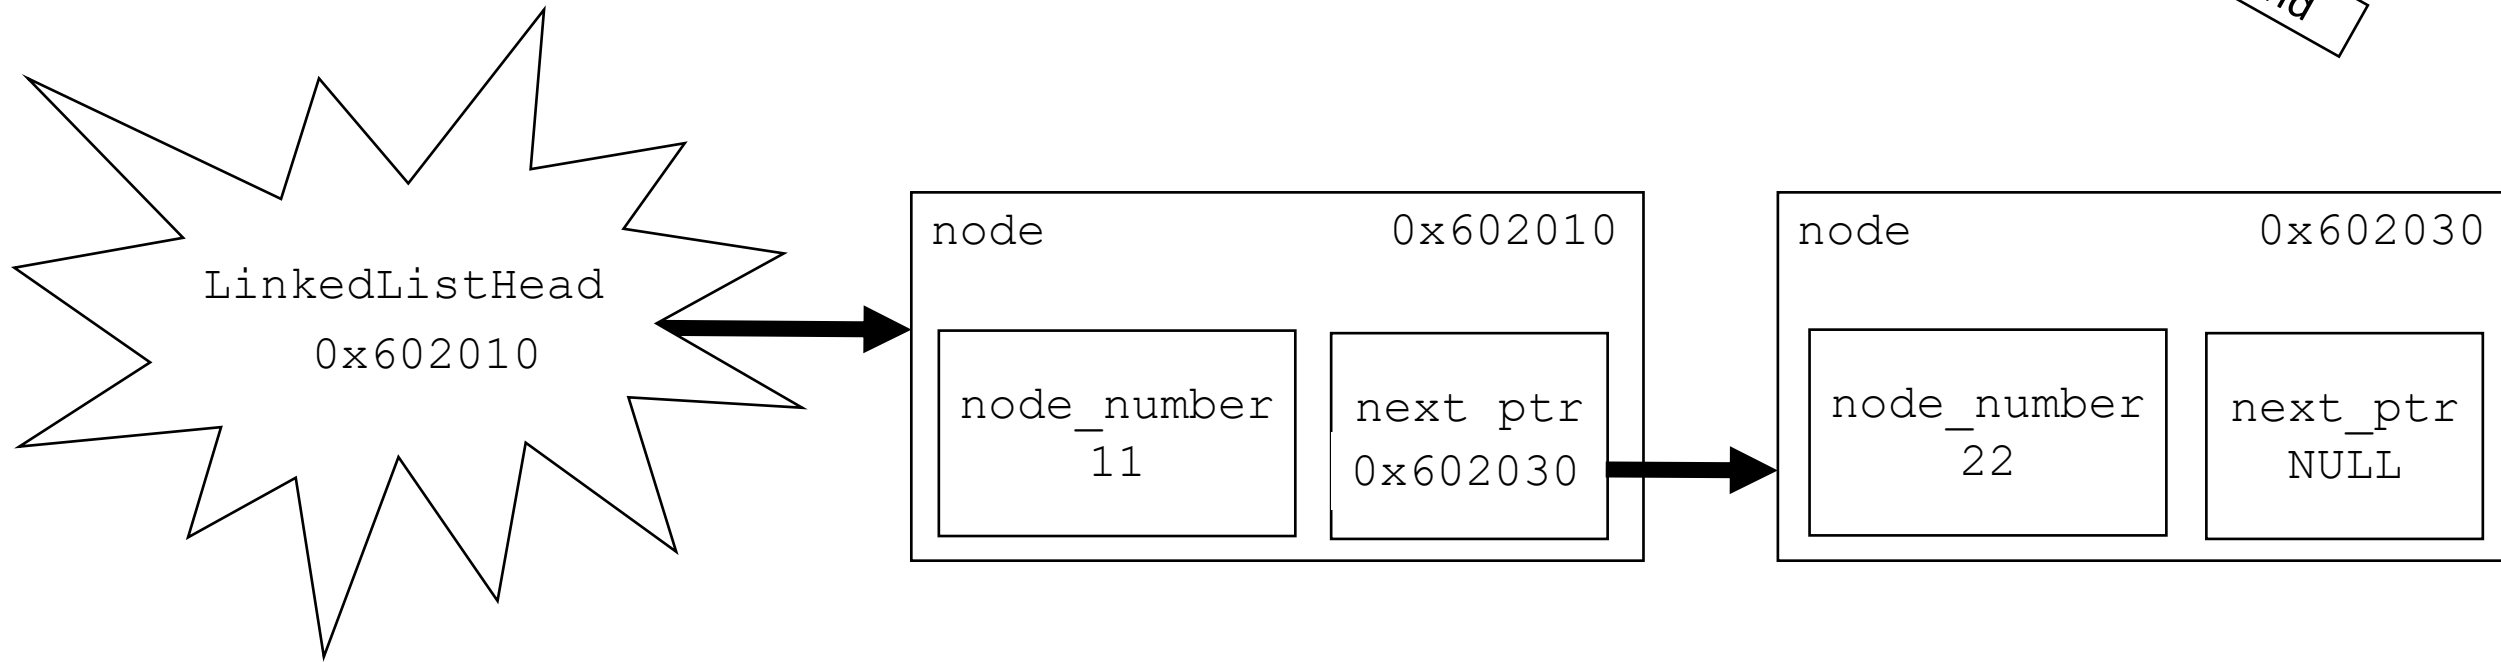 LinkedListHead
0x602010
node 0x602010
node_number
11
next ptr
0x602030
node 0x602030
node_number
22
next_ptr
NULL